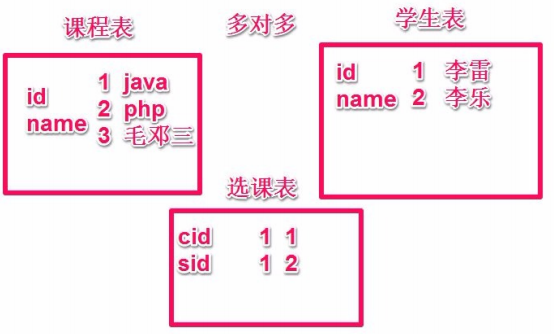 课程表 多对多 学生表
id 1 java
name 2 php
3 毛邓三
id 1 李雷
name 2 李乐
选课表
cid 1 1
sid 1 2